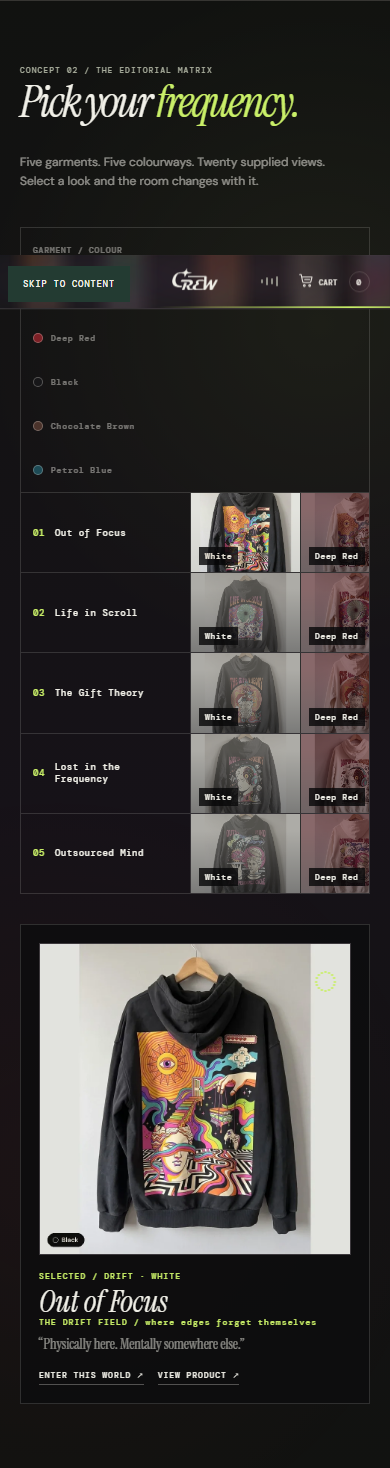 CONCEPT 02 / THE EDITORIAL MATRIX
Pick your frequency.
Five garments. Five colourways. Twenty supplied views.
Select a look and the room changes with it.
GARMENT / COLOUR
SKIP TO CONTENT
CREW
CART
0
Deep Red
Black
Chocolate Brown
Petrol Blue
01 Out of Focus
White
Deep Red
02 Life in Scroll
White
Deep Red
03 The Gift Theory
White
Deep Red
04 Lost in the
Frequency
White
Deep Red
05 Outsourced Mind
White
Deep Red
Black
SELECTED / DRIFT - WHITE
Out of Focus
THE DRIFT FIELD / where edges forget themselves
“Physically here. Mentally somewhere else.”
ENTER THIS WORLD ↗ VIEW PRODUCT ↗